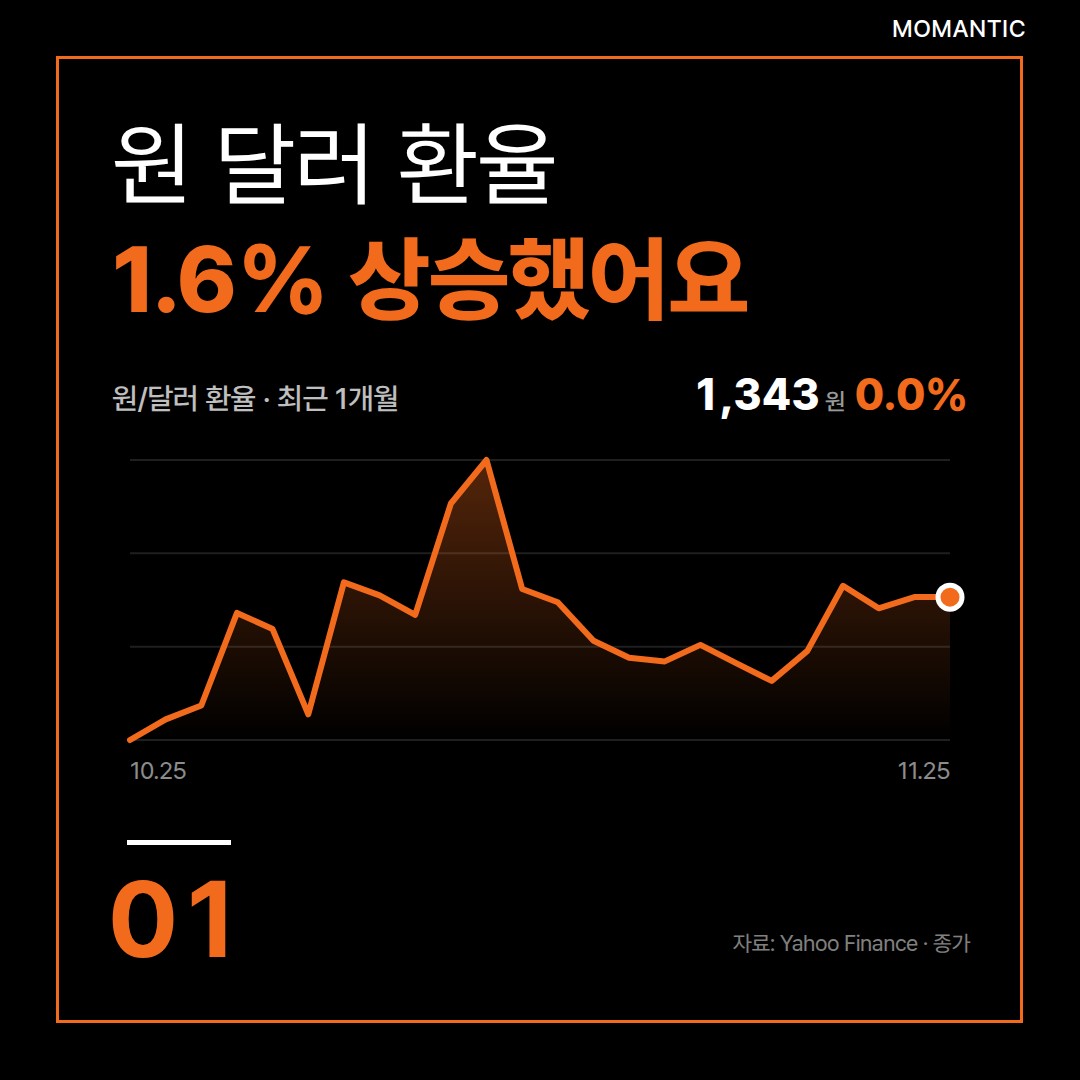 MOMANTIC
원 달러 환율
1.6% 상승했어요
원/달러 환율 · 최근 1개월
1,343 원 0.0%
10.25
11.25
01
자료: Yahoo Finance · 종가